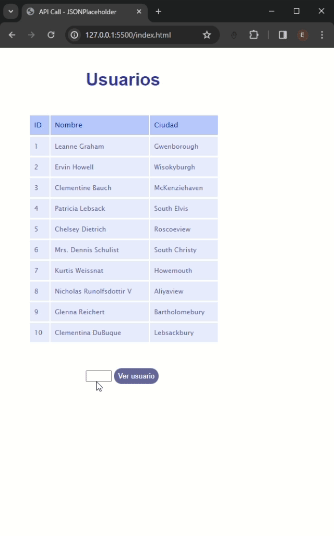 API Call - JSONPlaceholder
127.0.0.1:5500/index.html
E
Usuarios
ID Nombre Ciudad
1 Leanne Graham Gwenborough
2 Ervin Howell Wisokyburgh
3 Clementine Bauch McKenziehaven
4 Patricia Lebsack South Elvis
5 Chelsey Dietrich Roscoeview
6 Mrs. Dennis Schulist South Christy
7 Kurtis Weissnat Howemouth
8 Nicholas Runolfsdottir V Aliyaview
9 Glenna Reichert Bartholomebury
10 Clementina DuBuque Lebsackbury
Ver usuario